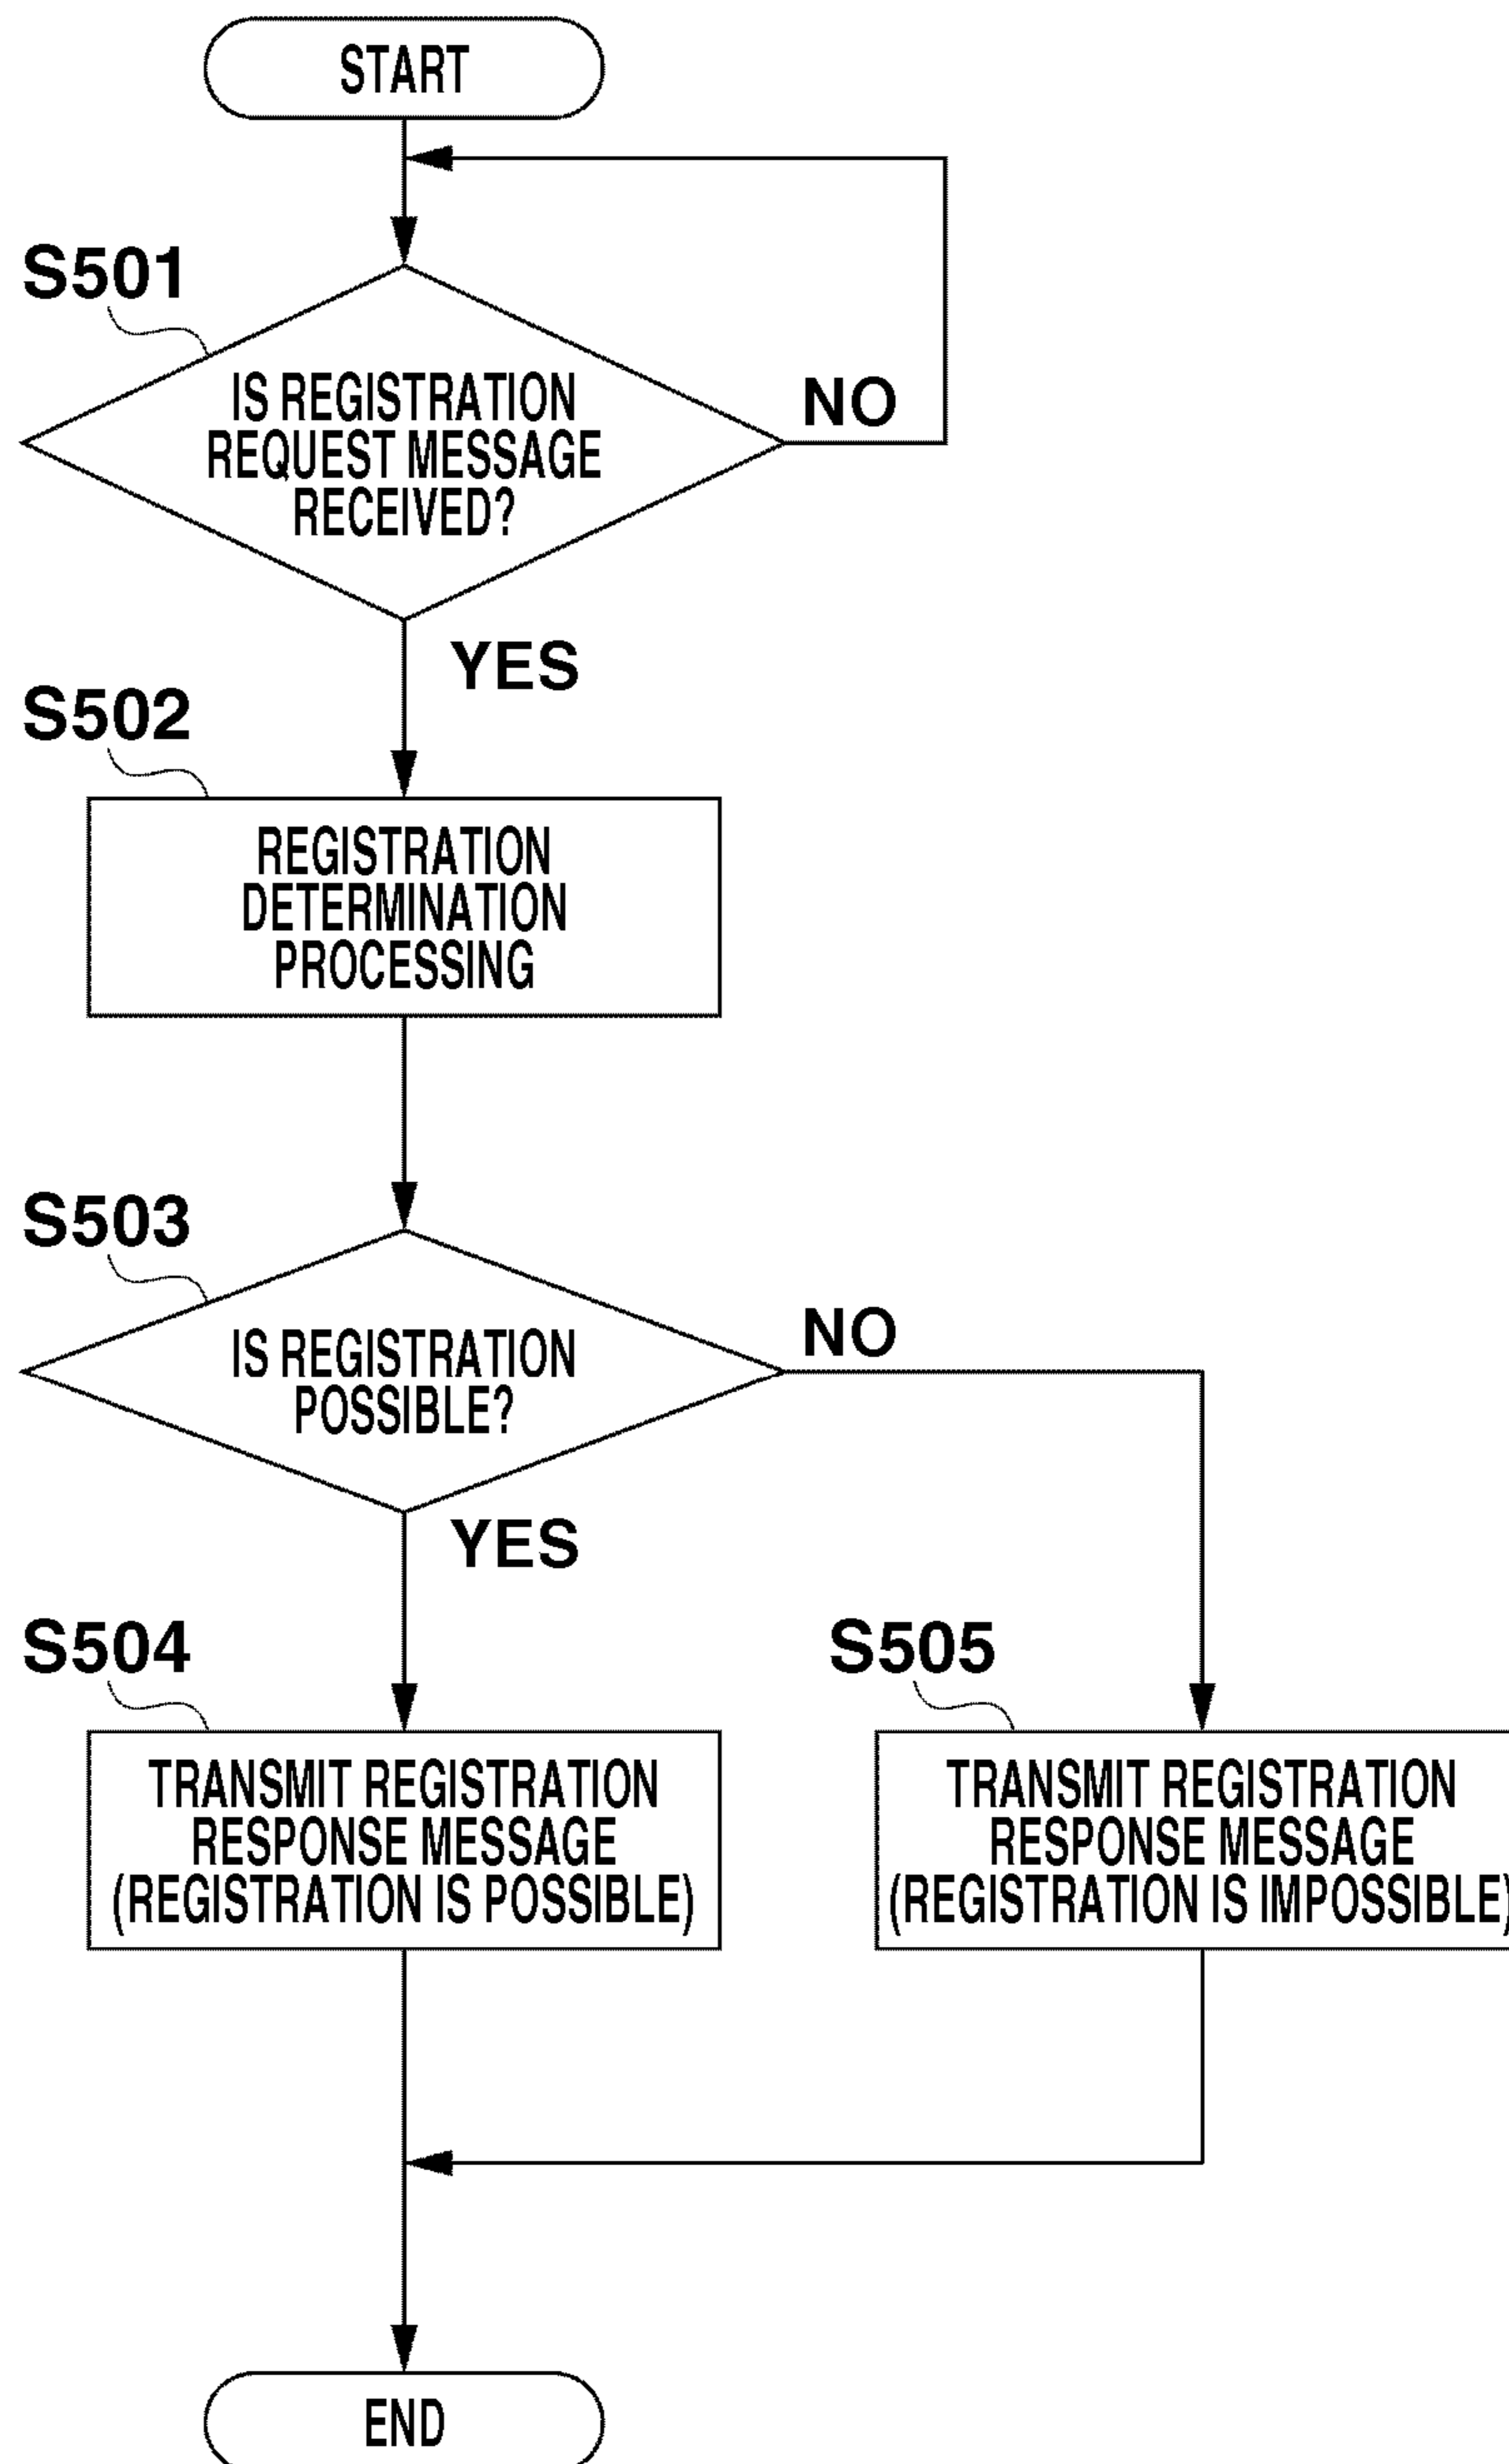 START
S501
IS REGISTRATION
REQUEST MESSAGE
RECEIVED?
NO
YES
S502
REGISTRATION
DETERMINATION
PROCESSING
S503
IS REGISTRATION
POSSIBLE?
NO
YES
S504
TRANSMIT REGISTRATION
RESPONSE MESSAGE
(REGISTRATION IS POSSIBLE)
S505
TRANSMIT REGISTRATION
RESPONSE MESSAGE
(REGISTRATION IS IMPOSSIBLE)
END